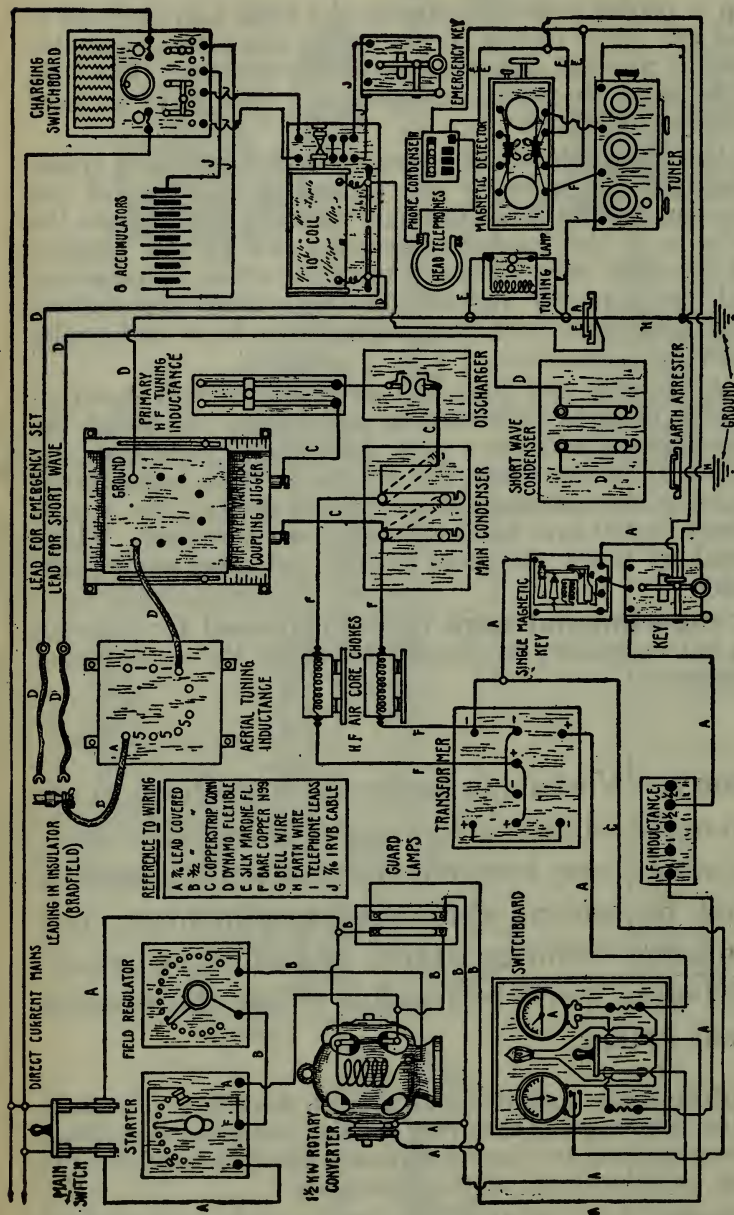 DIRECT CURRENT MAINS
MAIN
SWITCH
LEADING IN INSULATOR
(BRADFIELD)
LEAD FOR EMERGENCY SET
LEAD FOR SHORT WAVE
CHARGING
SWITCHBOARD
8 ACCUMULATORS
STARTER
FIELD REGULATOR
1½ KW ROTARY
CONVERTER
GUARD
LAMPS
SWITCHBOARD
REFERENCE TO WIRING
A 7/16 LEAD COVERED
B 3/22 " "
C COPPERSTRIP CONN
D DYNAMO FLEXIBLE
E SILK MARONE FL.
F BARE COPPER Nº9
G BELL WIRE
H EARTH WIRE
I TELEPHONE LEADS
J 7/16 IRVB CABLE
AERIAL TUNING
INDUCTANCE
GROUND
COUPLING JIGGER
PRIMARY
H F TUNING
INDUCTANCE
10" COIL
EMERGENCY KEY
PHONE CONDENSER
HEAD TELEPHONES
MAGNETIC DETECTOR
TUNING
LAMP
TUNER
DISCHARGER
MAIN CONDENSER
H F AIR CORE CHOKES
TRANSFORMER
SINGLE MAGNETIC
KEY
KEY
SHORT WAVE
CONDENSER
EARTH ARRESTER
GROUND
L F INDUCTANCE
A
V